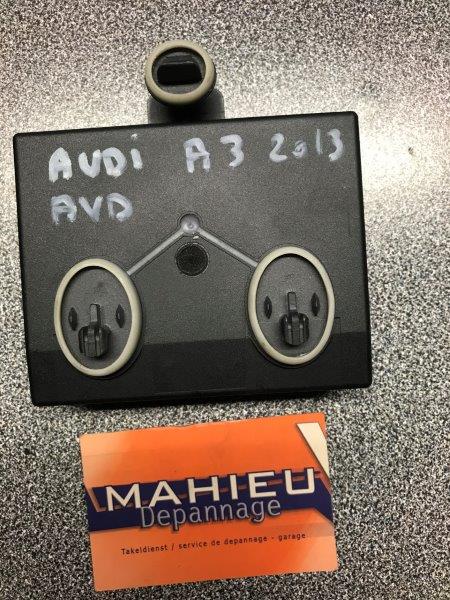 AUDi A3 2013
AVD
MAHIEU
Depannage
Takeldienst / service de depannage - garage